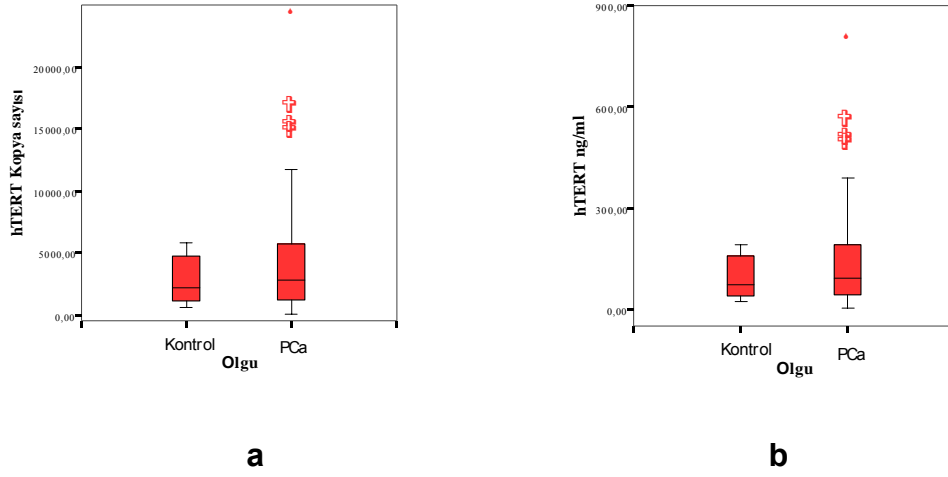 hTERT Kopya sayısı
20000,00
15000,00
10000,00
5000,00
0,00
Kontrol
PCa
Olgu
a
hTERT ng/ml
900,00
600,00
300,00
0,00
Kontrol
PCa
Olgu
b